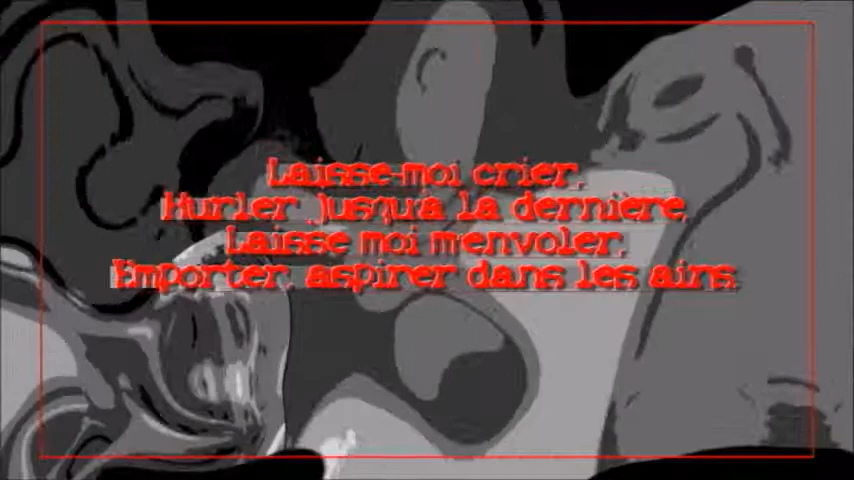 Laisse-moi crier,
Hurler jusqu'à la dernière,
Laisse moi m'envoler,
Emporter, aspirer dans les airs.